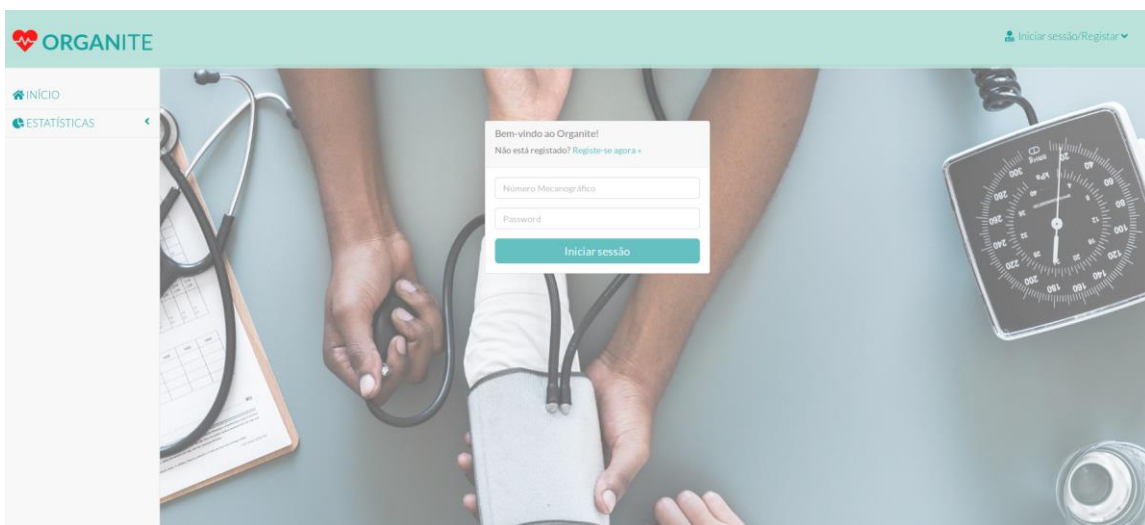 ORGANITE
Iniciar sessão/Registar
INÍCIO
ESTATÍSTICAS
Bem-vindo ao Organite!
Não está registado? Registe-se agora »
Número Mecanográfico
Password
Iniciar sessão